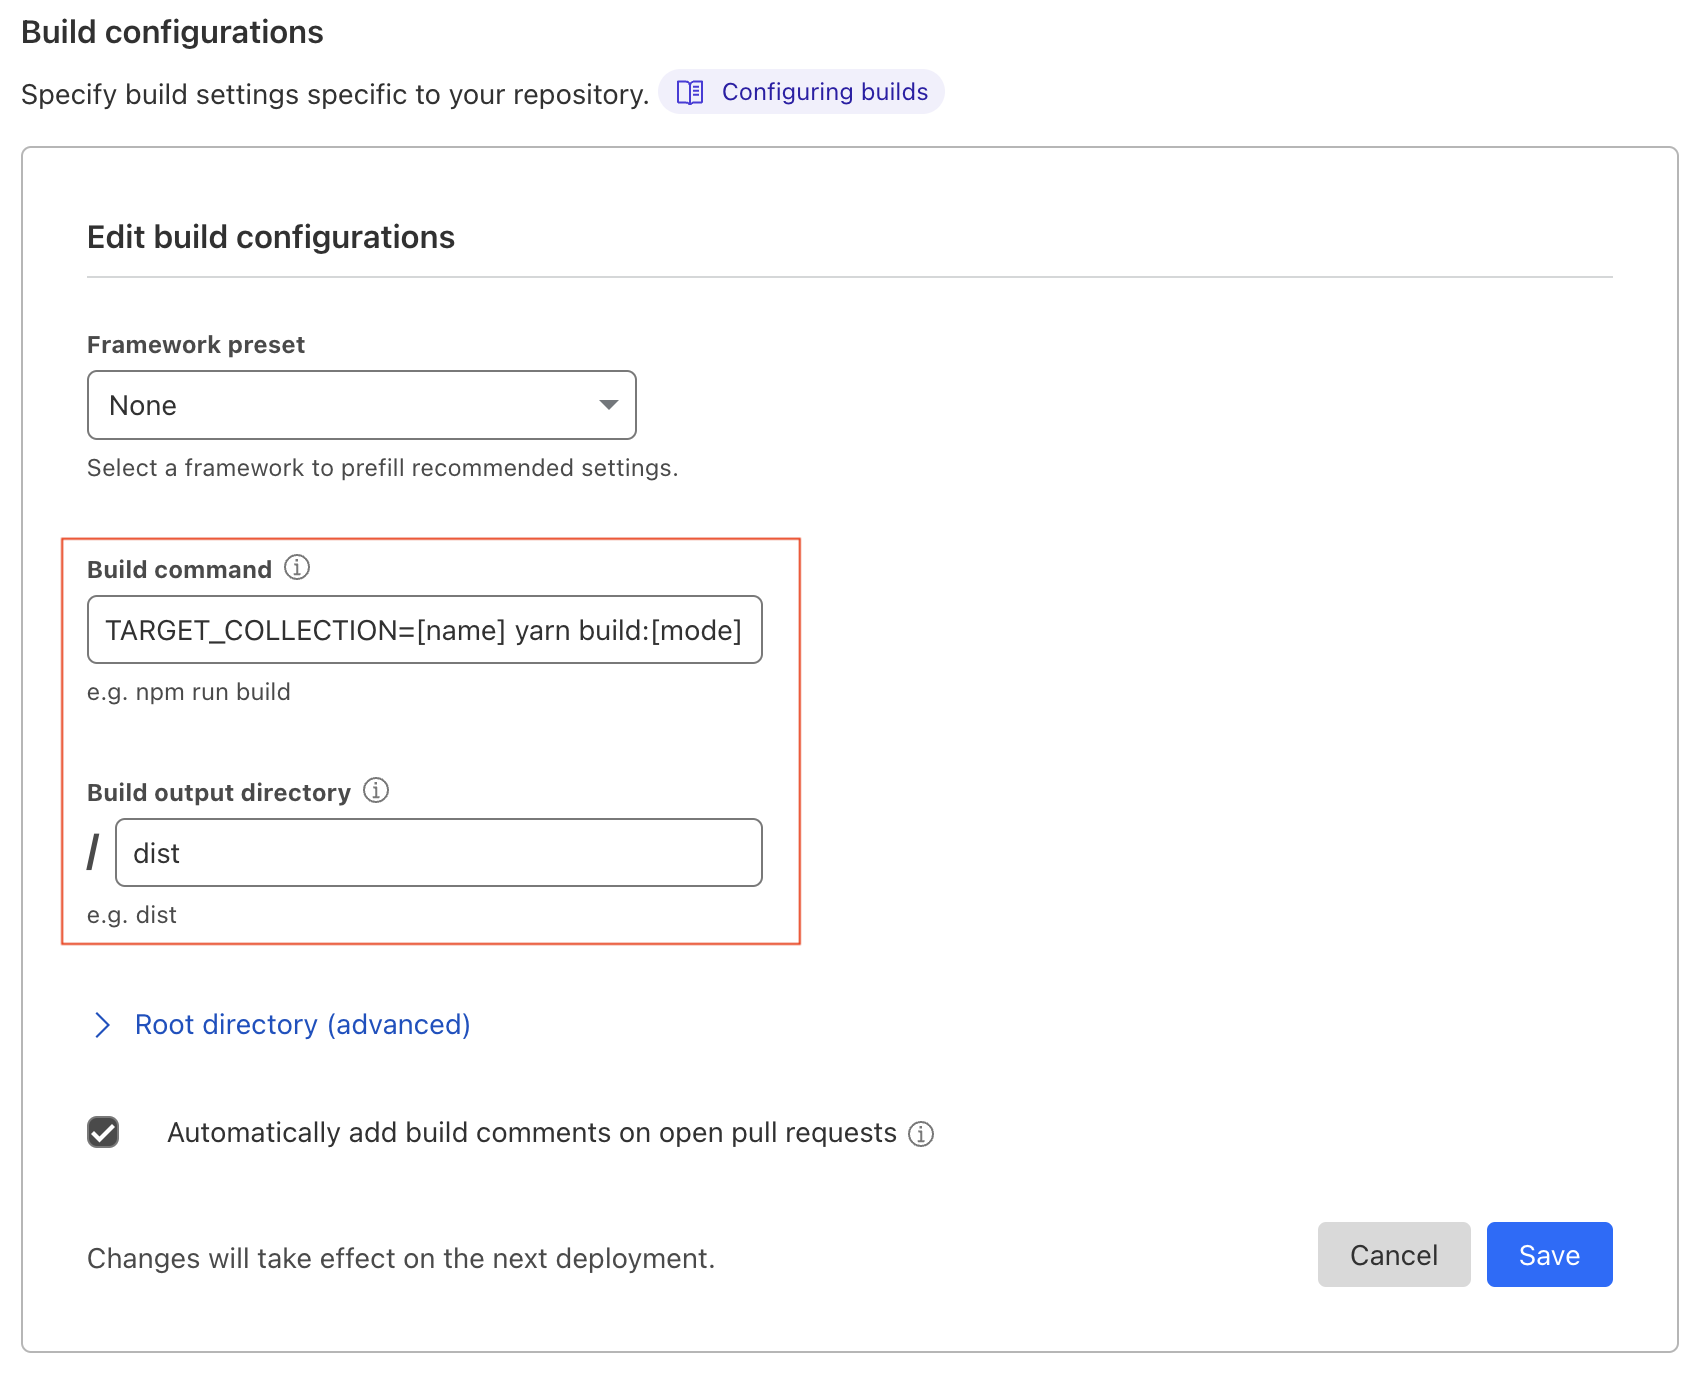 Build configurations
Specify build settings specific to your repository. Configuring builds
Edit build configurations
Framework preset
None
Select a framework to prefill recommended settings.
Build command
TARGET_COLLECTION=[name] yarn build:[mode]
e.g. npm run build
Build output directory
/ dist
e.g. dist
Root directory (advanced)
Automatically add build comments on open pull requests
Changes will take effect on the next deployment. Cancel Save